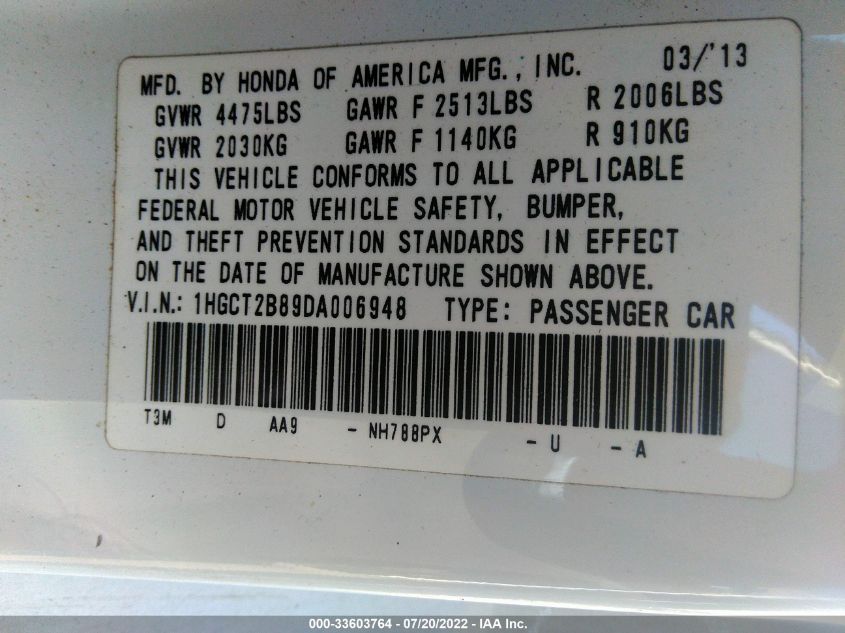 MFD. BY HONDA OF AMERICA MFG., INC. 03/'13
GVWR 4475LBS GAWR F 2513LBS R 2006LBS
GVWR 2030KG GAWR F 1140KG R 910KG
THIS VEHICLE CONFORMS TO ALL APPLICABLE
FEDERAL MOTOR VEHICLE SAFETY, BUMPER,
AND THEFT PREVENTION STANDARDS IN EFFECT
ON THE DATE OF MANUFACTURE SHOWN ABOVE.
V.I.N.: 1HGCT2B89DA006948 TYPE: PASSENGER CAR
T3M D AA9 - NH788PX - U - A
000-33603764 - 07/20/2022 - IAA Inc.